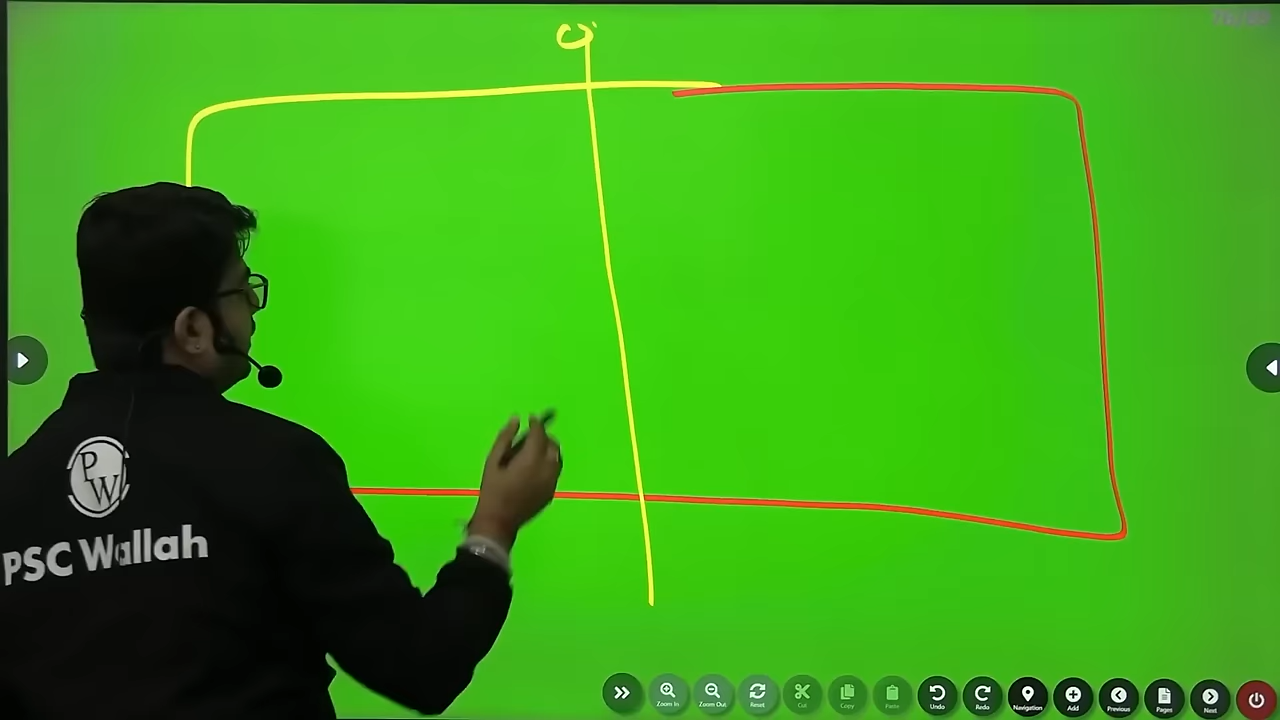 PW
PSC Wallah
Zoom In
Zoom Out
Reset
Cut
Copy
Paste
Undo
Redo
Navigation
Add
Previous
Pages
Next